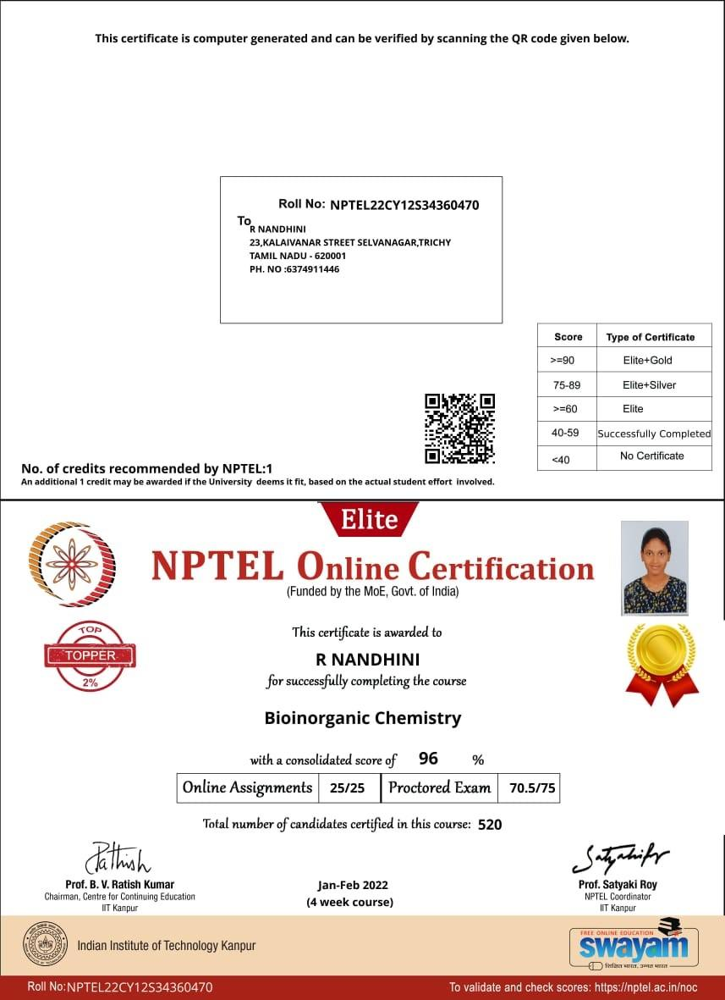 This certificate is computer generated and can be verified by scanning the QR code given below.
Roll No: NPTEL22CY12S34360470
To
R NANDHINI
23,KALAIVANAR STREET SELVANAGAR,TRICHY
TAMIL NADU - 620001
PH. NO :6374911446
Score Type of Certificate
>=90 Elite+Gold
75-89 Elite+Silver
>=60 Elite
40-59 Successfully Completed
<40 No Certificate
No. of credits recommended by NPTEL:1
An additional 1 credit may be awarded if the University deems it fit, based on the actual student effort involved.
Elite
NPTEL Online Certification
(Funded by the MoE, Govt. of India)
TOP
TOPPER
2%
This certificate is awarded to
R NANDHINI
for successfully completing the course
Bioinorganic Chemistry
with a consolidated score of 96 %
Online Assignments 25/25 Proctored Exam 70.5/75
Total number of candidates certified in this course: 520
Prof. B. V. Ratish Kumar
Chairman, Centre for Continuing Education
IIT Kanpur
Jan-Feb 2022
(4 week course)
Prof. Satyaki Roy
NPTEL Coordinator
IIT Kanpur
Indian Institute of Technology Kanpur
FREE ONLINE EDUCATION
swayam
शिक्षित भारत, उन्नत भारत
Roll No:NPTEL22CY12S34360470
To validate and check scores: https://nptel.ac.in/noc